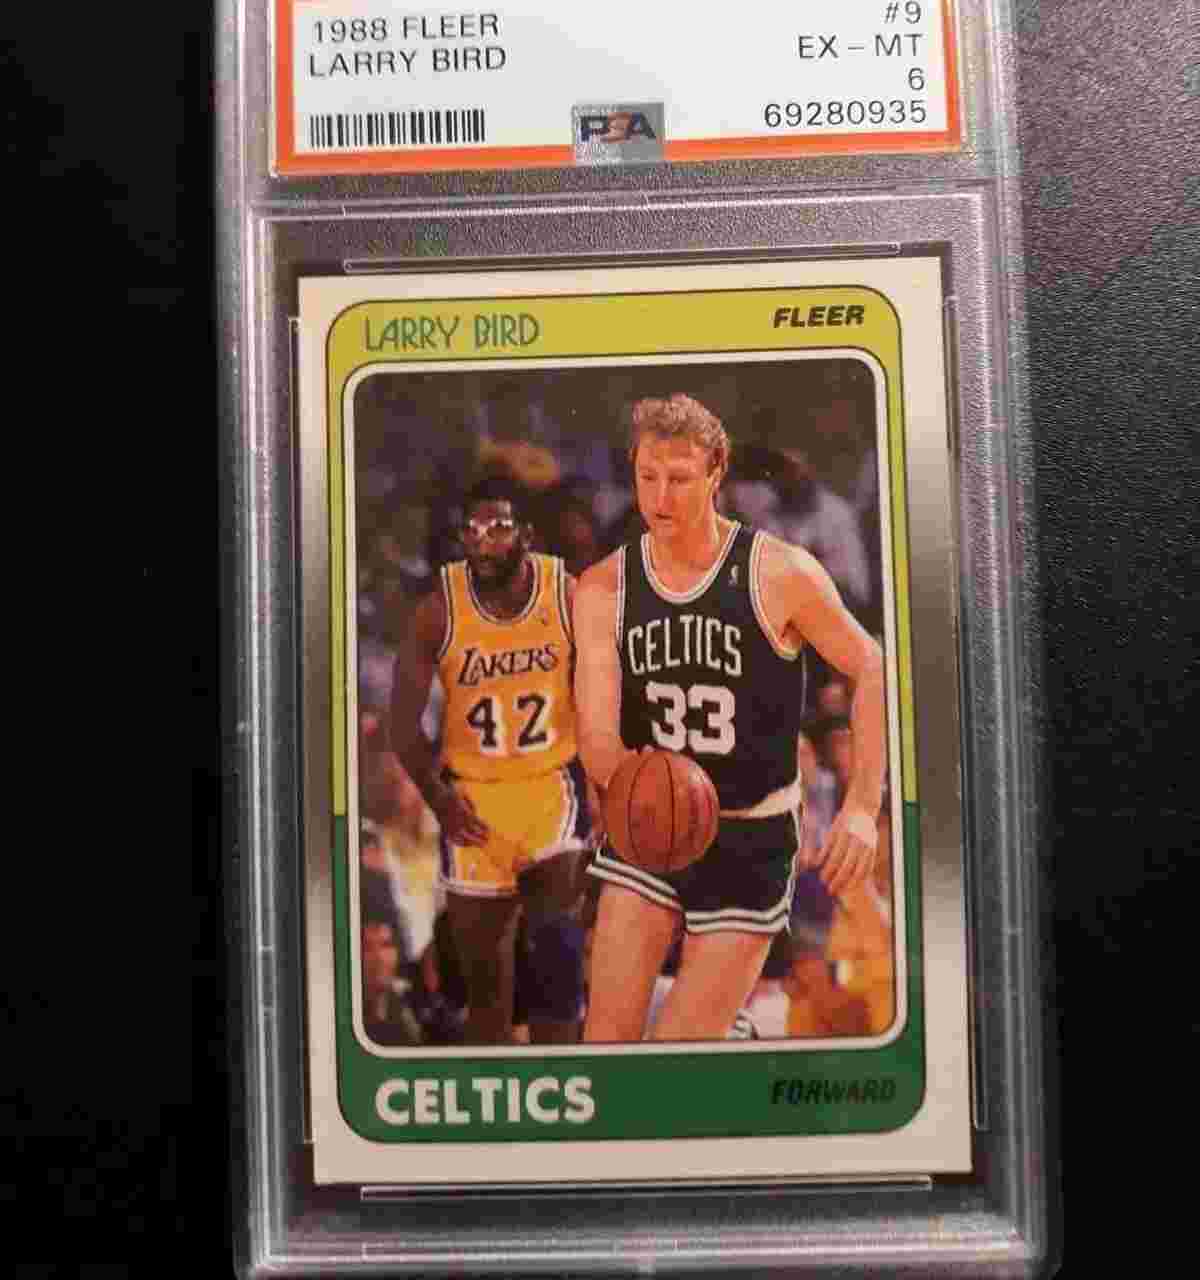 1988 FLEER
LARRY BIRD
#9
EX - MT
6
69280935
PSA
LARRY BIRD
FLEER
LAKERS
42
CELTICS
33
CELTICS
FORWARD